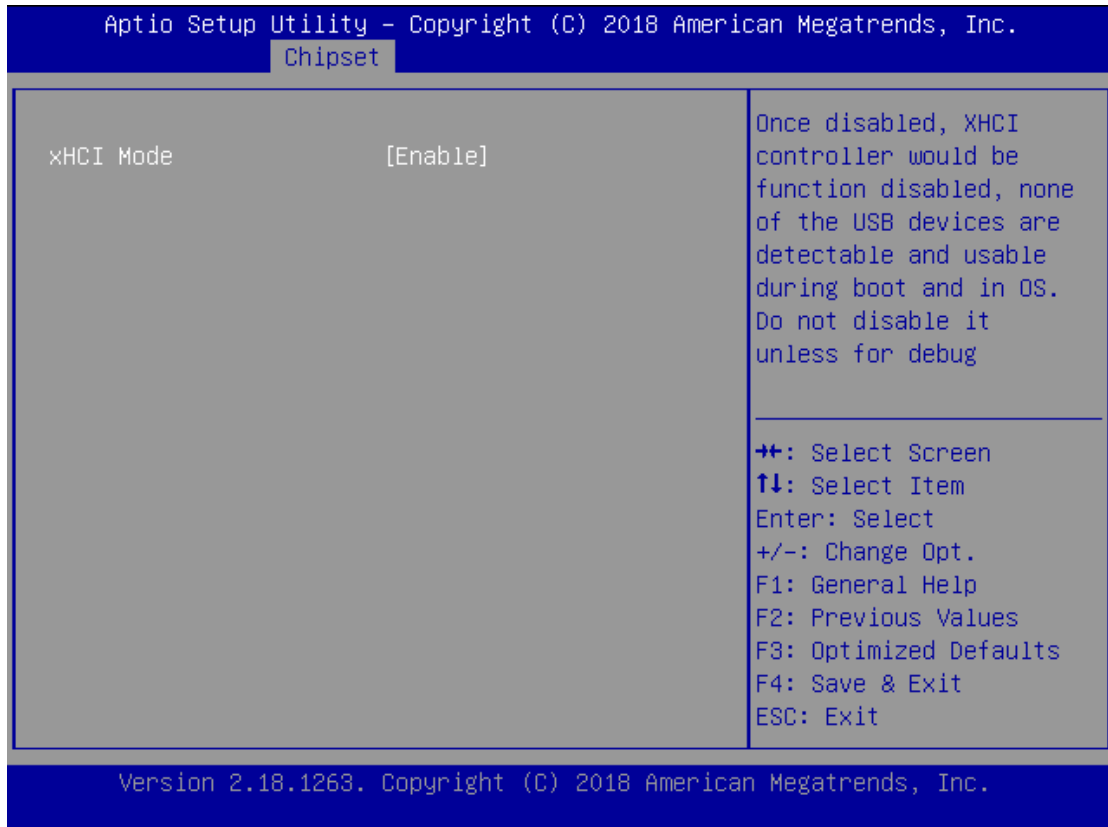 Aptio Setup Utility – Copyright (C) 2018 American Megatrends, Inc.
Chipset
xHCI Mode [Enable]
Once disabled, XHCI
controller would be
function disabled, none
of the USB devices are
detectable and usable
during boot and in OS.
Do not disable it
unless for debug
→←: Select Screen
↑↓: Select Item
Enter: Select
+/-: Change Opt.
F1: General Help
F2: Previous Values
F3: Optimized Defaults
F4: Save & Exit
ESC: Exit
Version 2.18.1263. Copyright (C) 2018 American Megatrends, Inc.